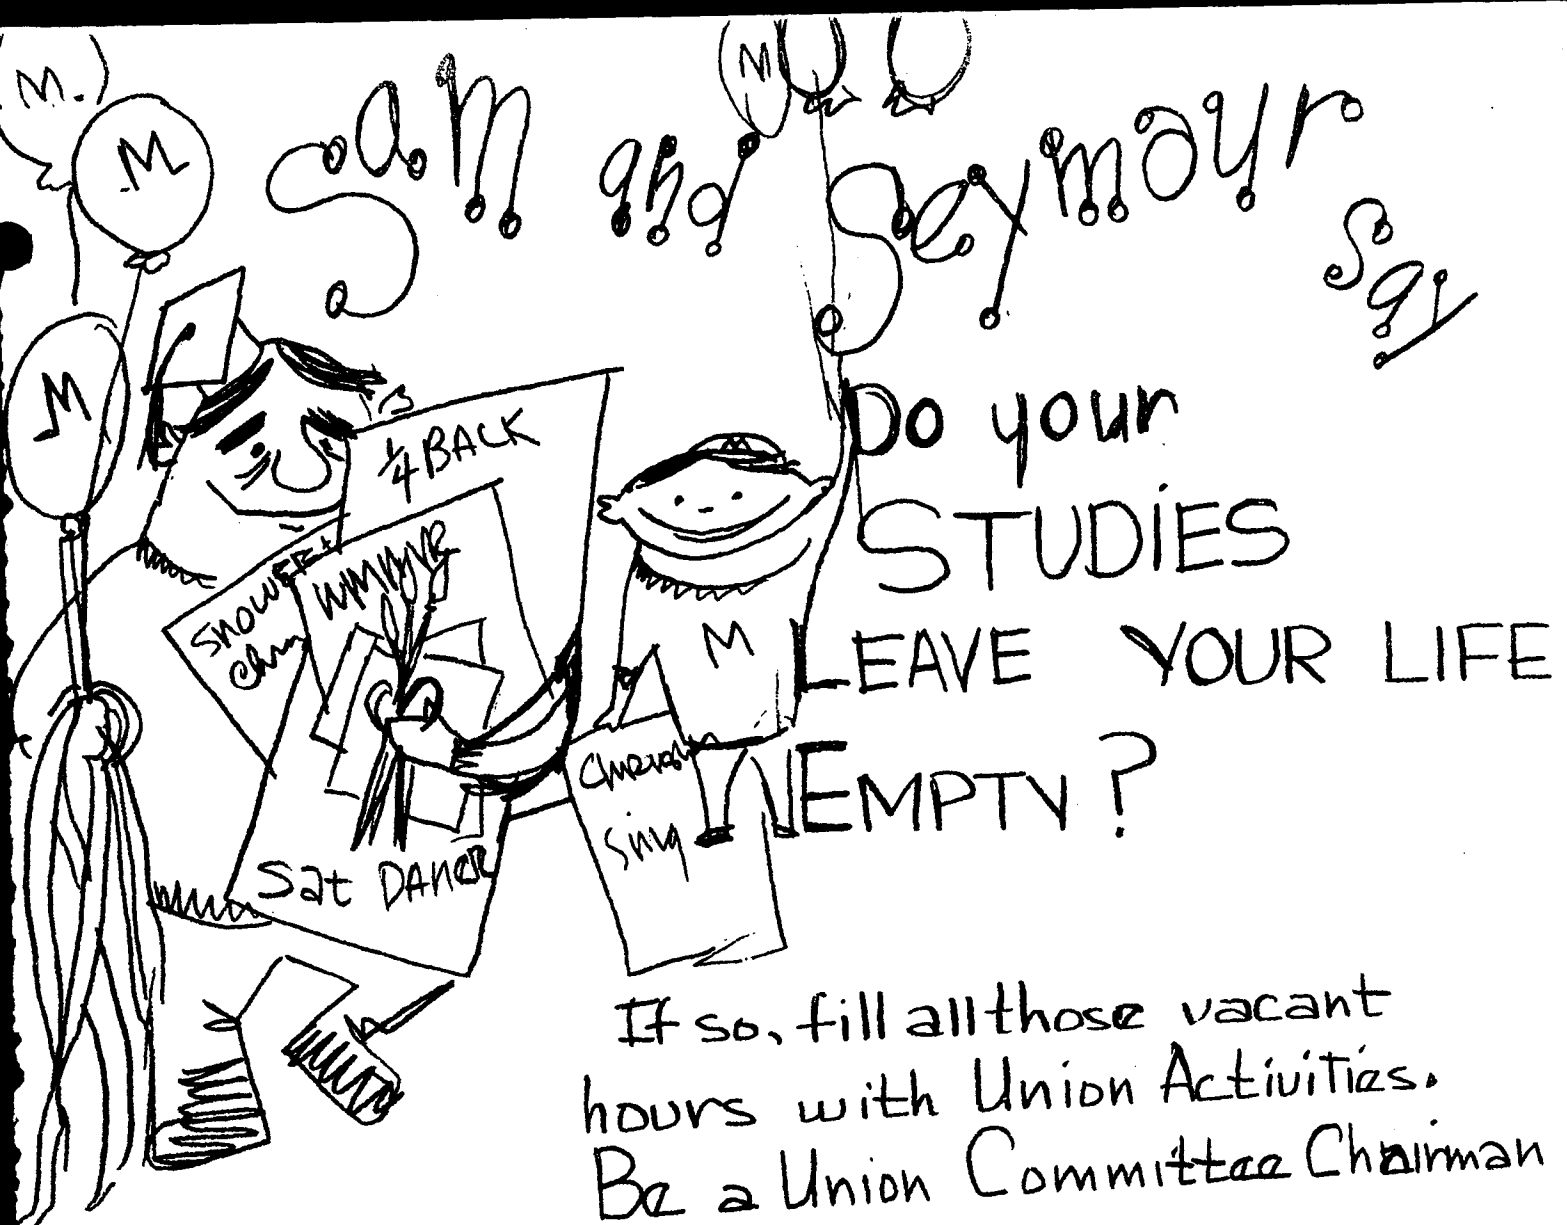 Sam and Seymour
Say
Do your
STUDIES
LEAVE YOUR LIFE
EMPTY?
If so, fill all those vacant
hours with Union Activities.
Be a Union Committee Chairman
M.
M
M
M
1/4 BACK
M
Sing
Sat DANCE